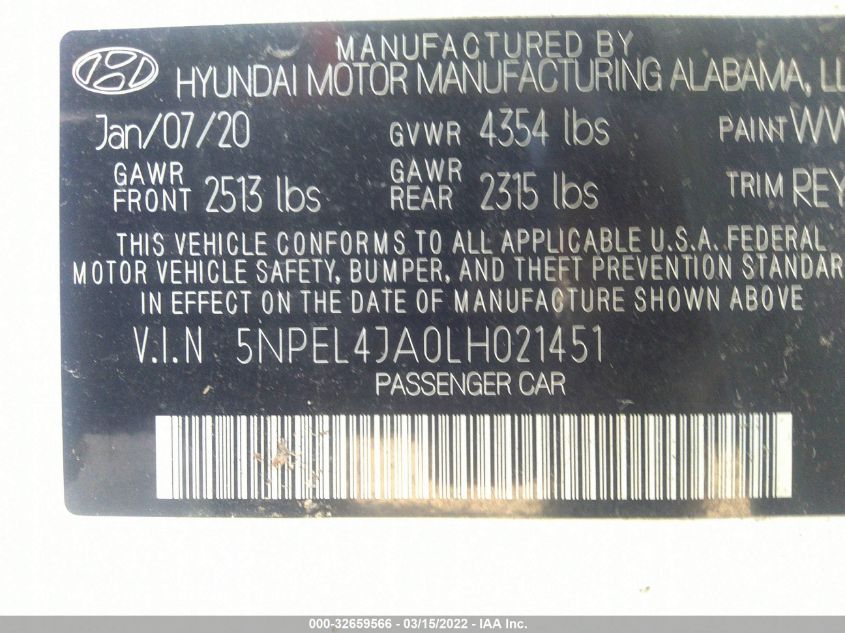 MANUFACTURED BY
HYUNDAI MOTOR MANUFACTURING ALABAMA, LL
Jan/07/20 GVWR 4354 lbs PAINT WW
GAWR FRONT 2513 lbs GAWR REAR 2315 lbs TRIM REY
THIS VEHICLE CONFORMS TO ALL APPLICABLE U.S.A. FEDERAL
MOTOR VEHICLE SAFETY, BUMPER, AND THEFT PREVENTION STANDAR
IN EFFECT ON THE DATE OF MANUFACTURE SHOWN ABOVE
V.I.N 5NPEL4JA0LH021451
PASSENGER CAR
000-32659566 - 03/15/2022 - IAA Inc.